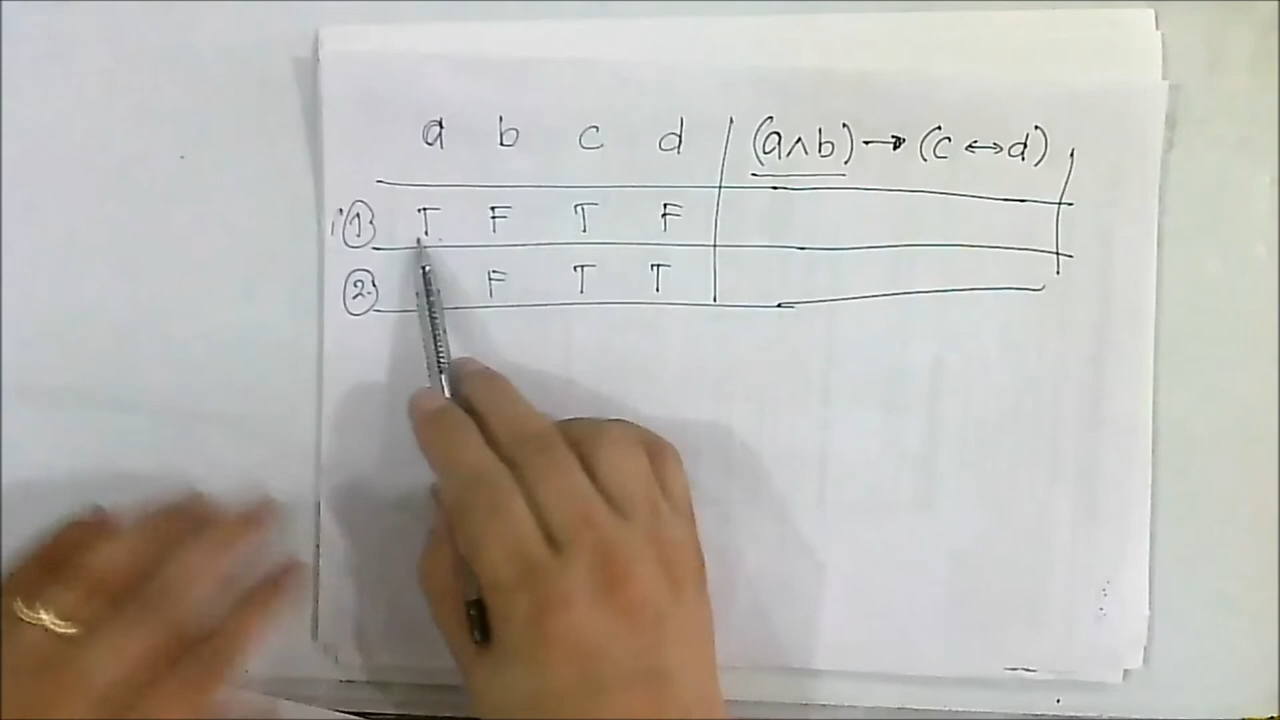 a b c d (a∧b) → (c ↔ d)
① T F T F
② F T T